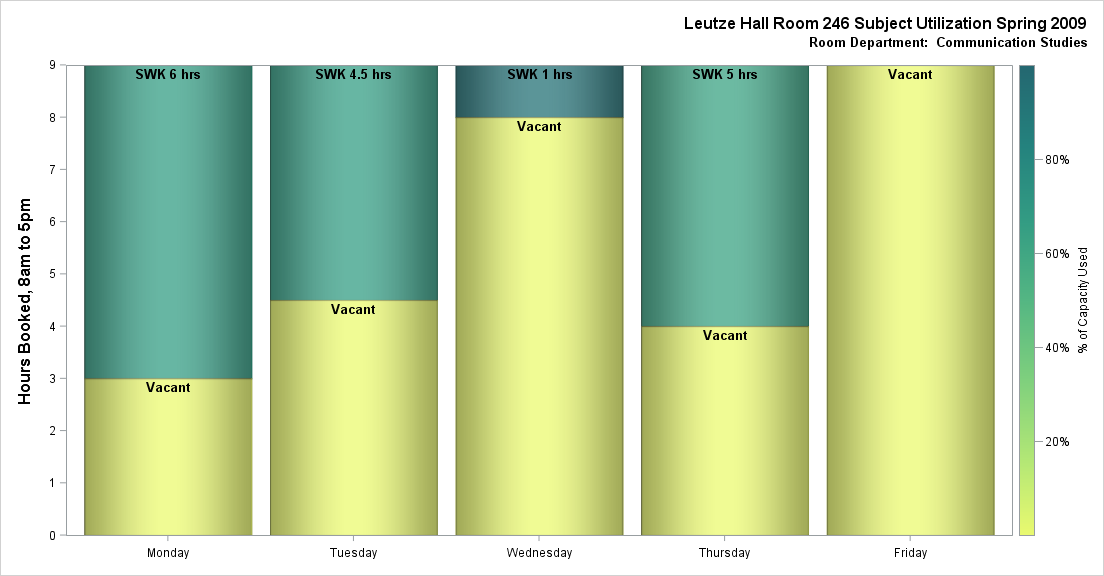 Leutze Hall Room 246 Subject Utilization Spring 2009
Room Department:  Communication Studies
Hours Booked, 8am to 5pm
9
8
7
6
5
4
3
2
1
0
SWK 6 hrs
Vacant
SWK 4.5 hrs
Vacant
SWK 1 hrs
Vacant
SWK 5 hrs
Vacant
Vacant
Monday
Tuesday
Wednesday
Thursday
Friday
80%
60%
40%
20%
% of Capacity Used